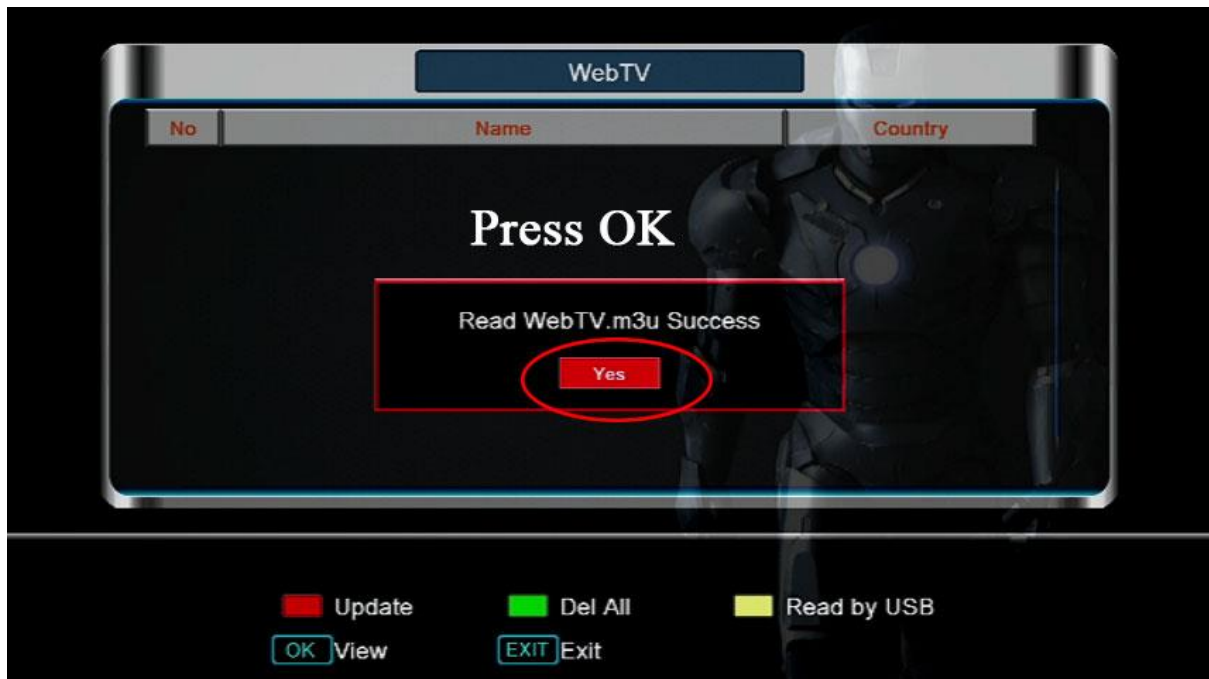 WebTV
No Name Country
Press OK
Read WebTV.m3u Success
Yes
Update Del All Read by USB
OK View EXIT Exit